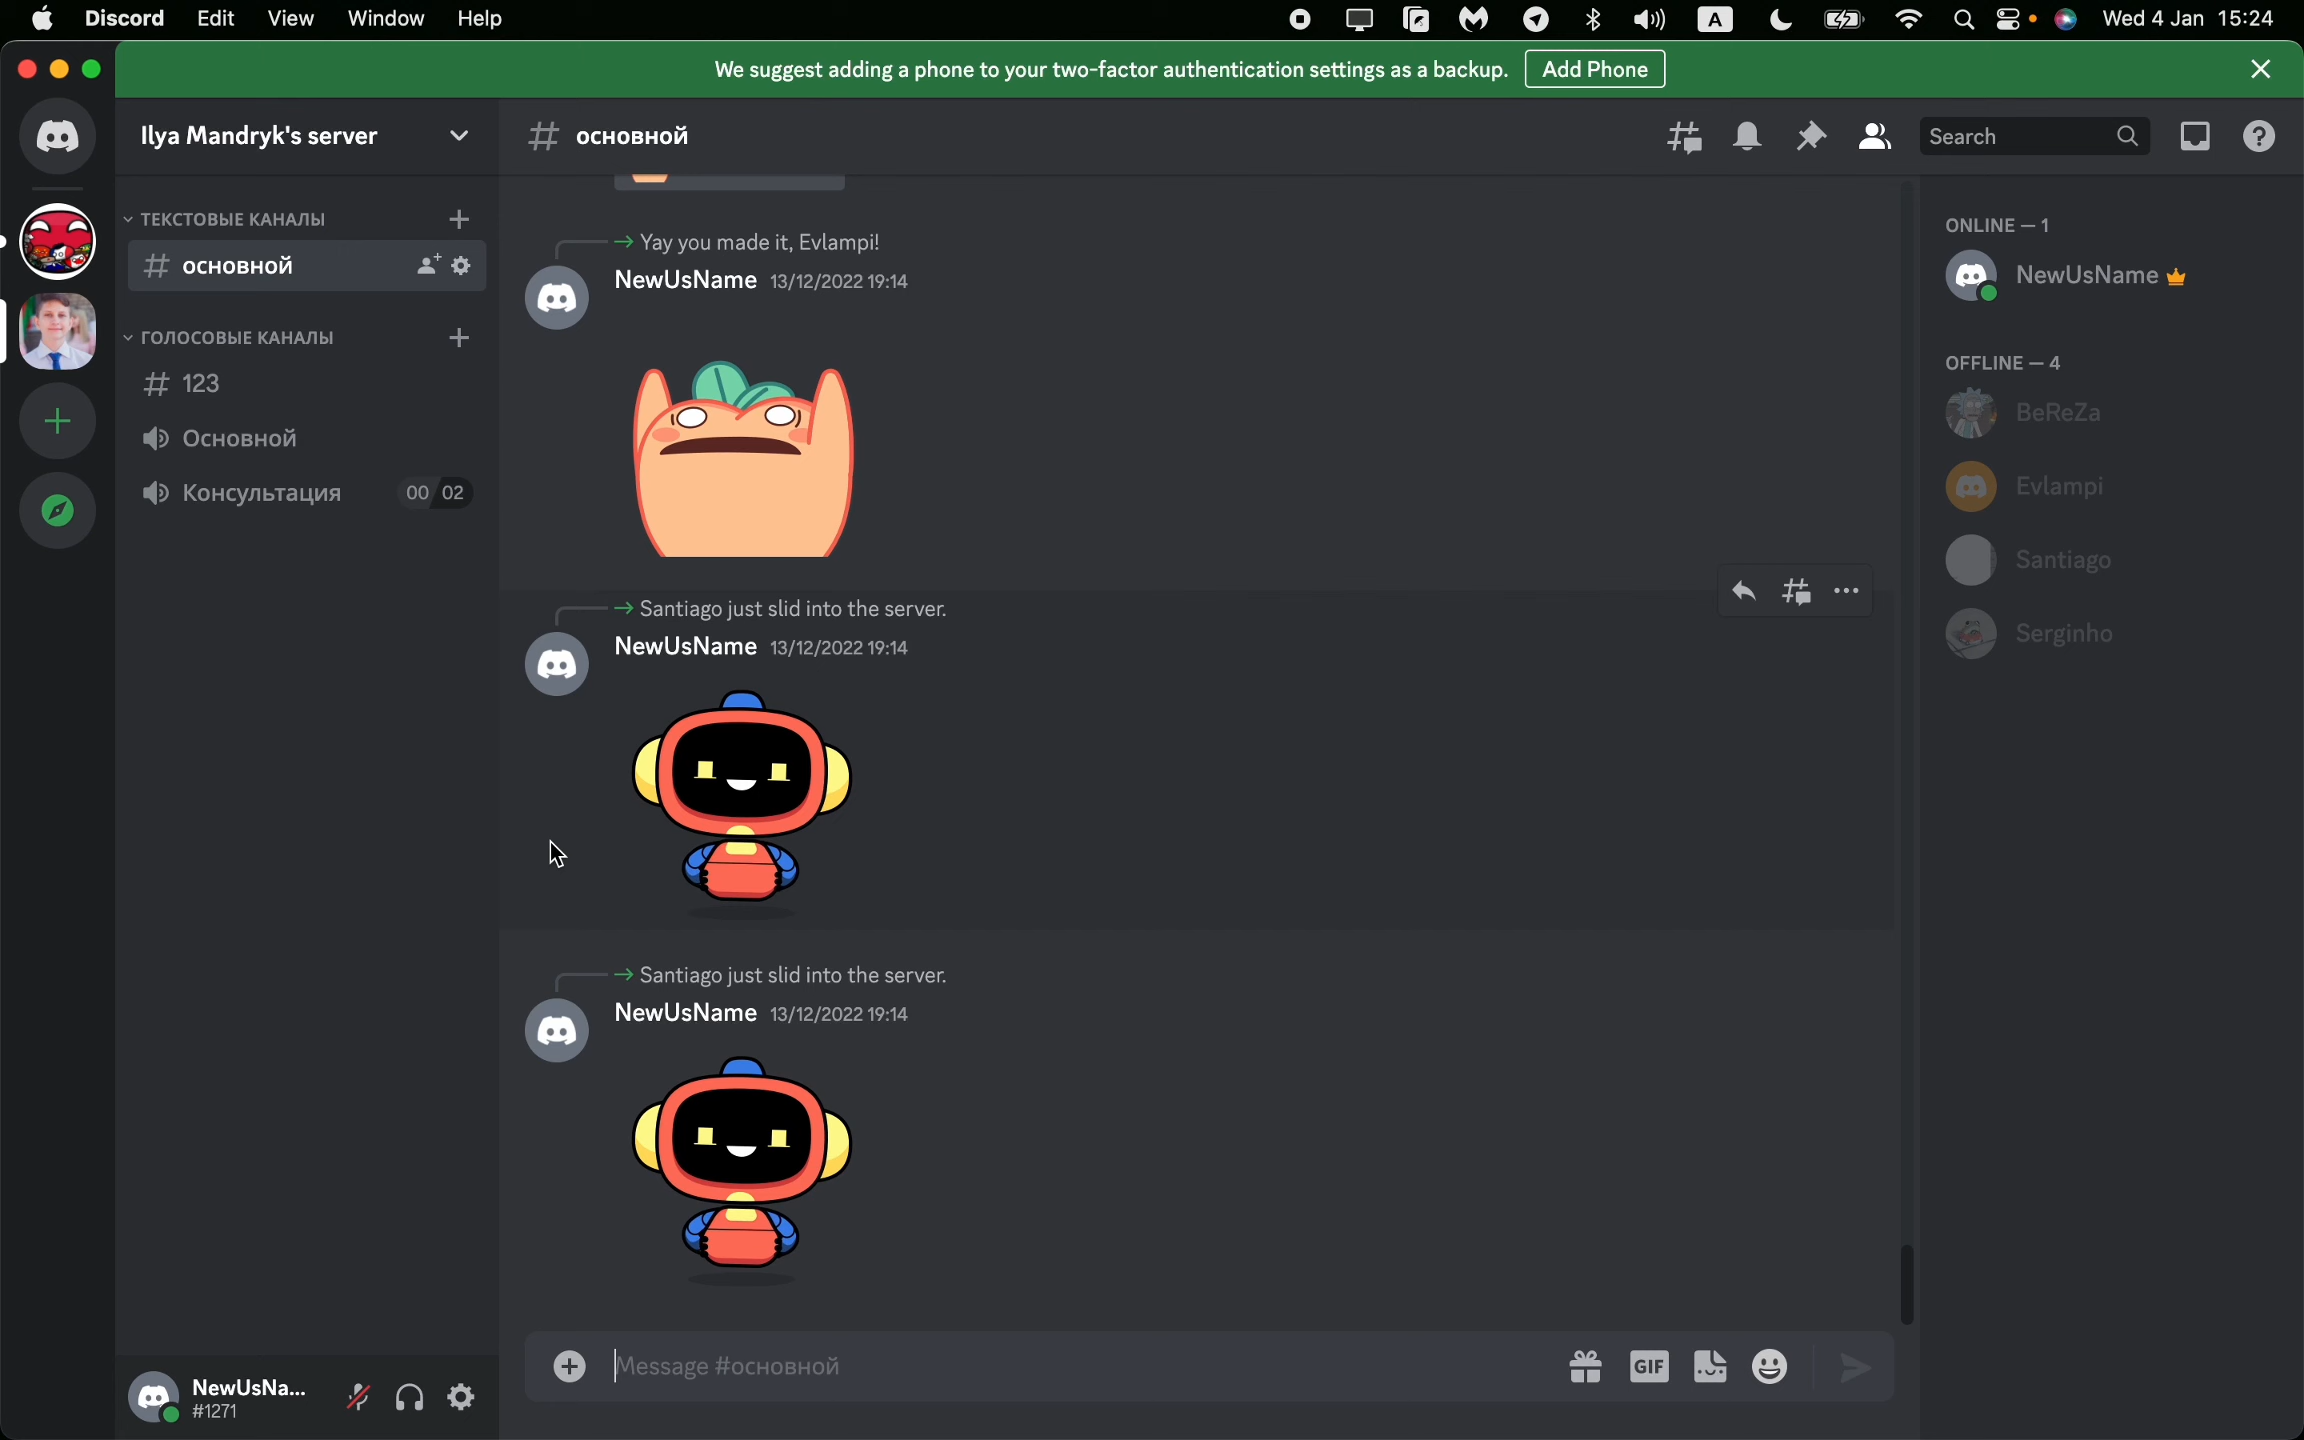 Discord Edit View Window Help
A Wed 4 Jan 15:24
We suggest adding a phone to your two-factor authentication settings as a backup. Add Phone
Ilya Mandryk's server
основной
Search
ТЕКСТОВЫЕ КАНАЛЫ
основной
ГОЛОСОВЫЕ КАНАЛЫ
123
Основной
Консультация 00 02
Yay you made it, Evlampi!
NewUsName 13/12/2022 19:14
Santiago just slid into the server.
NewUsName 13/12/2022 19:14
Santiago just slid into the server.
NewUsName 13/12/2022 19:14
Message #основной
GIF
ONLINE — 1
NewUsName
OFFLINE — 4
BeReZa
Evlampi
Santiago
Serginho
NewUsNa...
#1271